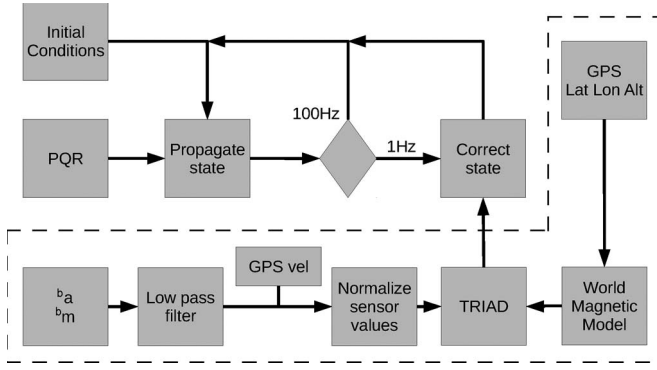 Initial
Conditions
GPS
Lat Lon Alt
100Hz
1Hz
PQR
Propagate
state
Correct
state
GPS vel
ᵇa
ᵇm
Low pass
filter
Normalize
sensor
values
TRIAD
World
Magnetic
Model